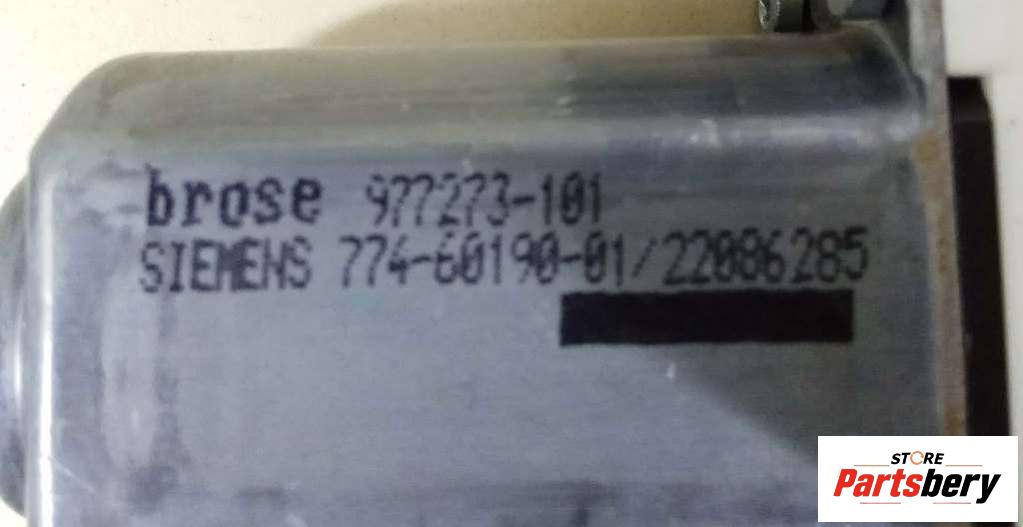 brose 977273-101
SIEMENS 774-60190-01/22086285
STORE
Partsbery